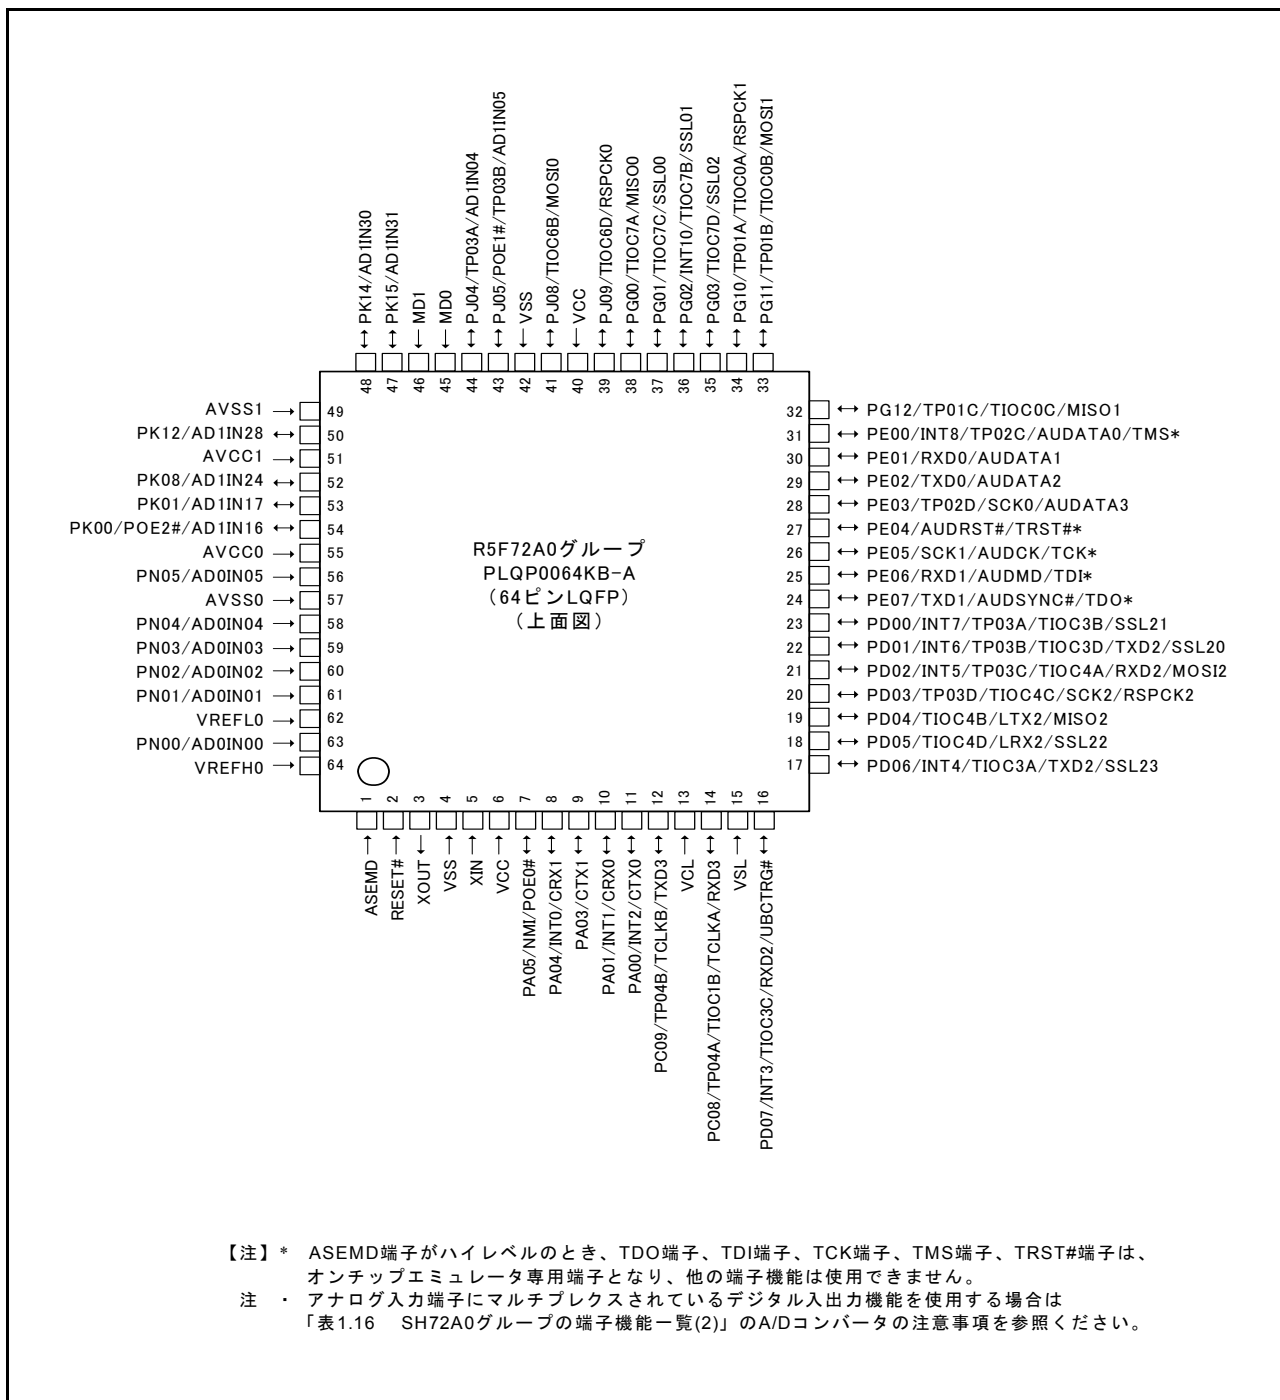 PK14/AD1IN30
PK15/AD1IN31
MD1
MD0
PJ04/TP03A/AD1IN04
PJ05/POE1#/TP03B/AD1IN05
VSS
PJ08/TIOC6B/MOSI0
VCC
PJ09/TIOC6D/RSPCK0
PG00/TIOC7A/MISO0
PG01/TIOC7C/SSL00
PG02/INT10/TIOC7B/SSL01
PG03/TIOC7D/SSL02
PG10/TP01A/TIOC0A/RSPCK1
PG11/TP01B/TIOC0B/MOSI1
48 47 46 45 44 43 42 41 40 39 38 37 36 35 34 33
AVSS1 → 49
PK12/AD1IN28 ↔ 50
AVCC1 → 51
PK08/AD1IN24 ↔ 52
PK01/AD1IN17 ↔ 53
PK00/POE2#/AD1IN16 ↔ 54
AVCC0 → 55
PN05/AD0IN05 → 56
AVSS0 → 57
PN04/AD0IN04 → 58
PN03/AD0IN03 → 59
PN02/AD0IN02 → 60
PN01/AD0IN01 → 61
VREFL0 → 62
PN00/AD0IN00 → 63
VREFH0 → 64
R5F72A0グループ
PLQP0064KB-A
(64ピンLQFP)
(上面図)
32 ↔ PG12/TP01C/TIOC0C/MISO1
31 ↔ PE00/INT8/TP02C/AUDATA0/TMS*
30 ↔ PE01/RXD0/AUDATA1
29 ↔ PE02/TXD0/AUDATA2
28 ↔ PE03/TP02D/SCK0/AUDATA3
27 ↔ PE04/AUDRST#/TRST#*
26 ↔ PE05/SCK1/AUDCK/TCK*
25 ↔ PE06/RXD1/AUDMD/TDI*
24 ↔ PE07/TXD1/AUDSYNC#/TDO*
23 ↔ PD00/INT7/TP03A/TIOC3B/SSL21
22 ↔ PD01/INT6/TP03B/TIOC3D/TXD2/SSL20
21 ↔ PD02/INT5/TP03C/TIOC4A/RXD2/MOSI2
20 ↔ PD03/TP03D/TIOC4C/SCK2/RSPCK2
19 ↔ PD04/TIOC4B/LTX2/MISO2
18 ↔ PD05/TIOC4D/LRX2/SSL22
17 ↔ PD06/INT4/TIOC3A/TXD2/SSL23
1 2 3 4 5 6 7 8 9 10 11 12 13 14 15 16
ASEMD
RESET#
XOUT
VSS
XIN
VCC
PA05/NMI/POE0#
PA04/INT0/CRX1
PA03/CTX1
PA01/INT1/CRX0
PA00/INT2/CTX0
PC09/TP04B/TCLKB/TXD3
VCL
PC08/TP04A/TIOC1B/TCLKA/RXD3
VSL
PD07/INT3/TIOC3C/RXD2/UBCTRG#
【注】* ASEMD端子がハイレベルのとき、TDO端子、TDI端子、TCK端子、TMS端子、TRST#端子は、
オンチップエミュレータ専用端子となり、他の端子機能は使用できません。
注 ・ アナログ入力端子にマルチプレクスされているデジタル入出力機能を使用する場合は
「表1.16 SH72A0グループの端子機能一覧(2)」のA/Dコンバータの注意事項を参照ください。